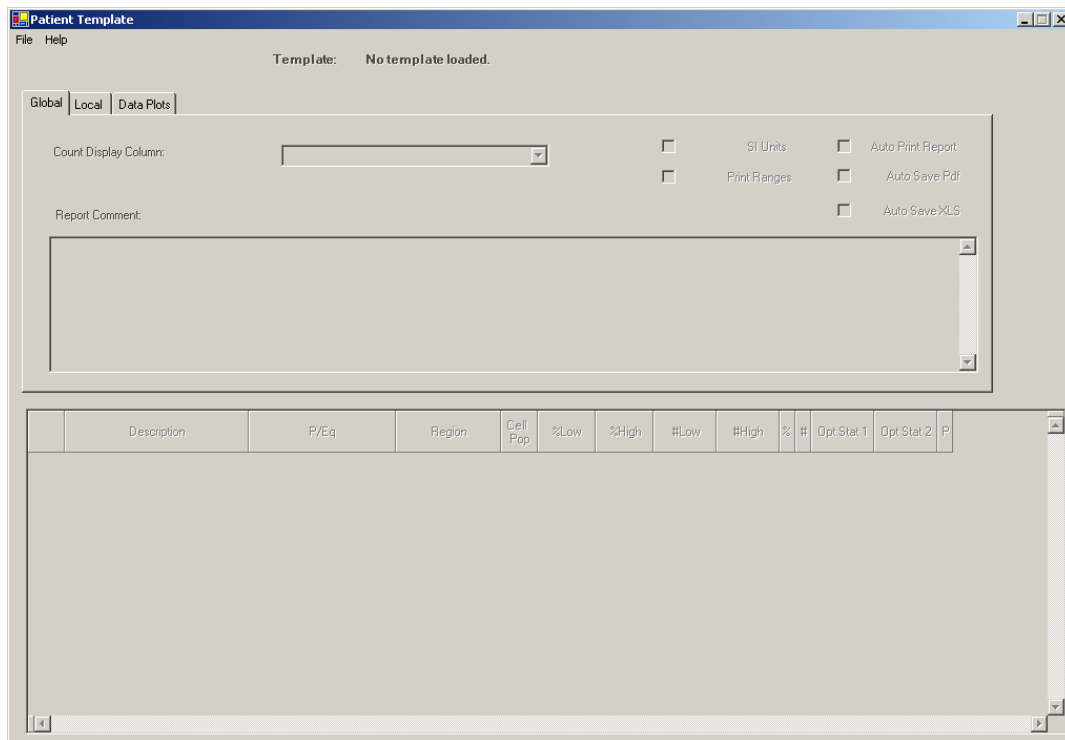 Patient Template
File Help
Template: No template loaded.
Global Local Data Plots
Count Display Column: SI Units Auto Print Report
Print Ranges Auto Save Pdf
Report Comment: Auto Save XLS
Description P/Eq Region Cell Pop %Low %High #Low #High % # Opt Stat 1 Opt Stat 2 P